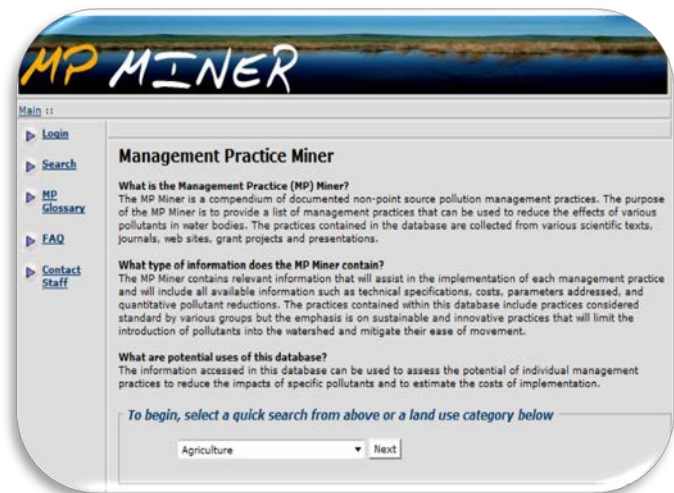 MP MINER
Main ::
Login
Search
MP
Glossary
FAQ
Contact
Staff
Management Practice Miner
What is the Management Practice (MP) Miner?
The MP Miner is a compendium of documented non-point source pollution management practices. The purpose
of the MP Miner is to provide a list of management practices that can be used to reduce the effects of various
pollutants in water bodies. The practices contained in the database are collected from various scientific texts,
journals, web sites, grant projects and presentations.
What type of information does the MP Miner contain?
The MP Miner contains relevant information that will assist in the implementation of each management practice
and will include all available information such as technical specifications, costs, parameters addressed, and
quantitative pollutant reductions. The practices contained within this database include practices considered
standard by various groups but the emphasis is on sustainable and innovative practices that will limit the
introduction of pollutants into the watershed and mitigate their ease of movement.
What are potential uses of this database?
The information accessed in this database can be used to assess the potential of individual management
practices to reduce the impacts of specific pollutants and to estimate the costs of implementation.
To begin, select a quick search from above or a land use category below
Agriculture Next